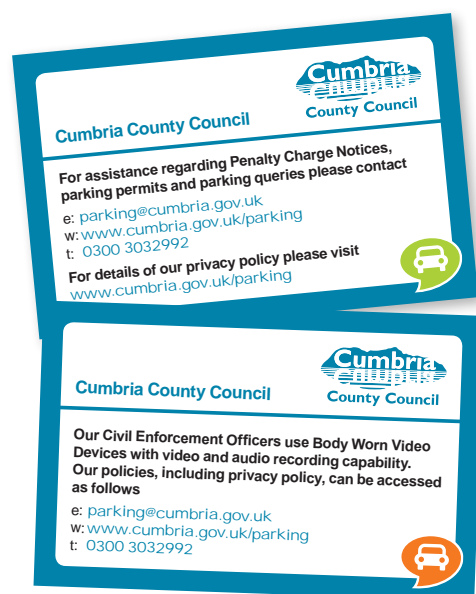 Cumbria
County Council
Cumbria County Council
For assistance regarding Penalty Charge Notices,
parking permits and parking queries please contact
e: parking@cumbria.gov.uk
w: www.cumbria.gov.uk/parking
t: 0300 3032992
For details of our privacy policy please visit
www.cumbria.gov.uk/parking
Cumbria
County Council
Cumbria County Council
Our Civil Enforcement Officers use Body Worn Video
Devices with video and audio recording capability.
Our policies, including privacy policy, can be accessed
as follows
e: parking@cumbria.gov.uk
w: www.cumbria.gov.uk/parking
t: 0300 3032992